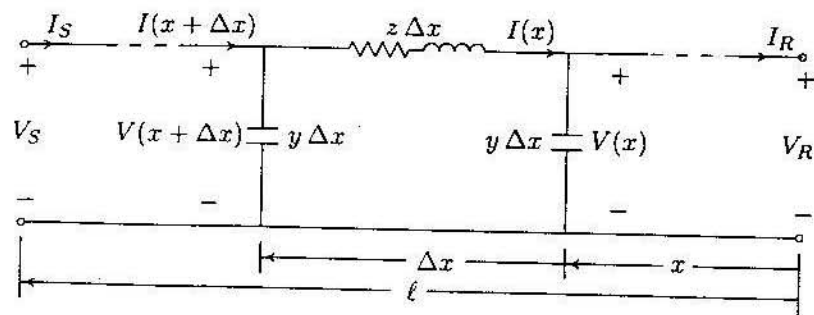 I_S I(x + Δx) z Δx I(x) I_R
+ + + +
V_S V(x + Δx) y Δx y Δx V(x) V_R
− − − −
Δx x
ℓ